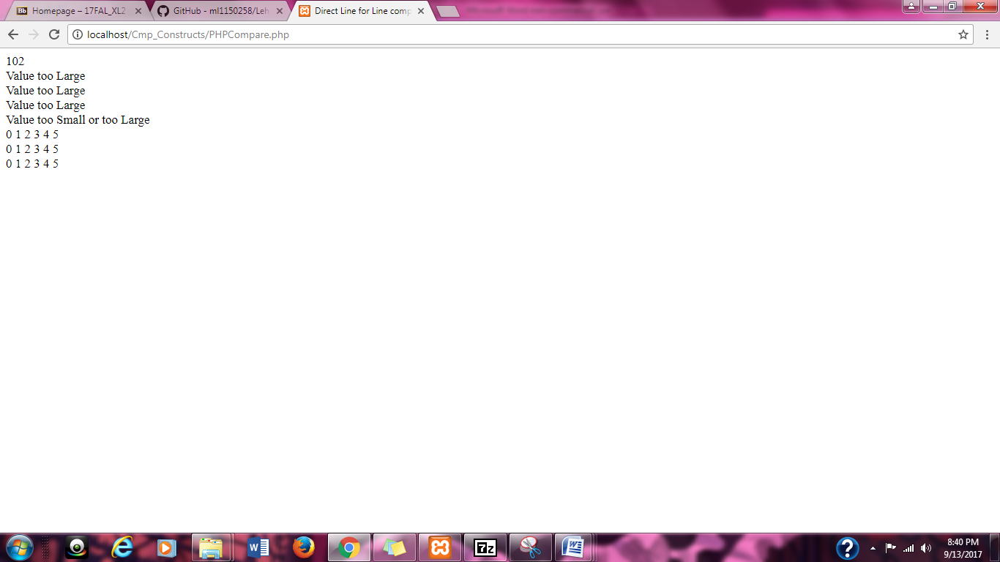 Homepage – 17FAL_XL2
GitHub - ml1150258/Leh
Direct Line for Line comp
localhost/Cmp_Constructs/PHPCompare.php
102
Value too Large
Value too Large
Value too Large
Value too Small or too Large
0 1 2 3 4 5
0 1 2 3 4 5
0 1 2 3 4 5
8:40 PM
9/13/2017